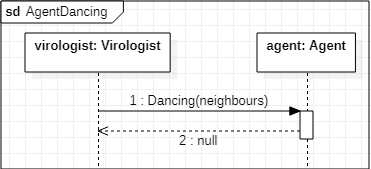 sd AgentDancing
virologist: Virologist
agent: Agent
1 : Dancing(neighbours)
2 : null